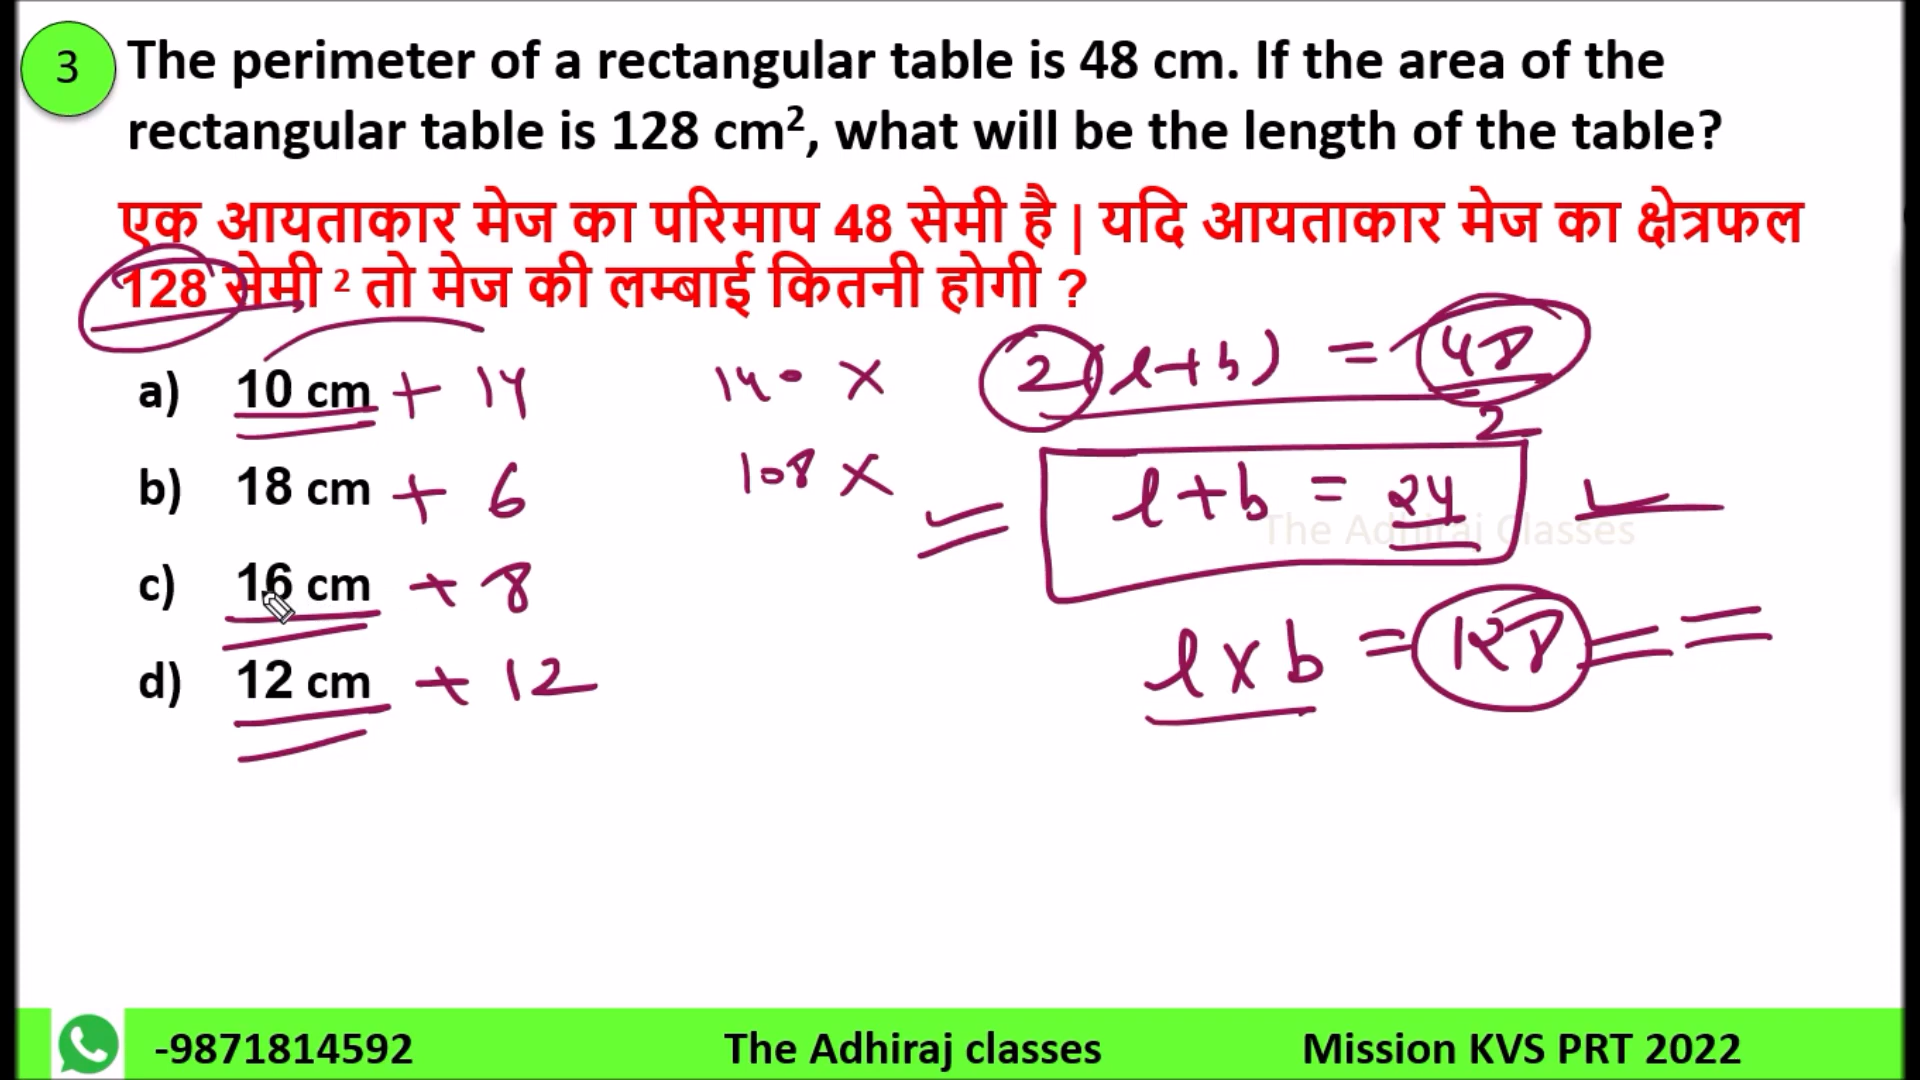 3
The perimeter of a rectangular table is 48 cm. If the area of the
rectangular table is 128 cm², what will be the length of the table?
एक आयताकार मेज का परिमाप 48 सेमी है | यदि आयताकार मेज का क्षेत्रफल
128 सेमी ² तो मेज की लम्बाई कितनी होगी ?
a) 10 cm + 14 140 X
b) 18 cm + 6 108 X
c) 16 cm + 8
d) 12 cm + 12
2(l+b) = 48
2
l+b = 24
l x b = 128
The Adhiraj Classes
-9871814592 The Adhiraj classes Mission KVS PRT 2022